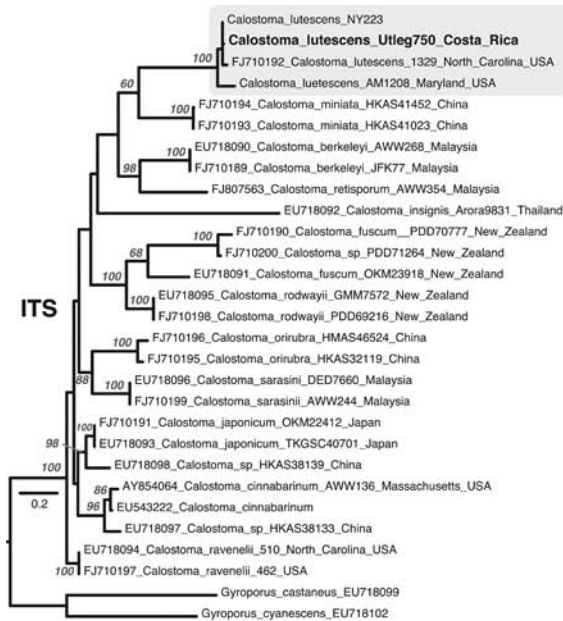 Calostoma_lutescens_NY223
100
Calostoma_lutescens_Utleg750_Costa_Rica
FJ710192_Calostoma_lutescens_1329_North_Carolina_USA
Calostoma_luetescens_AM1208_Maryland_USA
60
FJ710194_Calostoma_miniata_HKAS41452_China
100
FJ710193_Calostoma_miniata_HKAS41023_China
EU718090_Calostoma_berkeleyi_AWW268_Malaysia
100
98
FJ710189_Calostoma_berkeleyi_JFK77_Malaysia
FJ807563_Calostoma_retisporum_AWW354_Malaysia
EU718092_Calostoma_insignis_Arora9831_Thailand
FJ710190_Calostoma_fuscum__PDD70777_New_Zealand
100
68
FJ710200_Calostoma_sp_PDD71264_New_Zealand
100
EU718091_Calostoma_fuscum_OKM23918_New_Zealand
EU718095_Calostoma_rodwayii_GMM7572_New_Zealand
ITS
100
FJ710198_Calostoma_rodwayii_PDD69216_New_Zealand
FJ710196_Calostoma_orirubra_HMAS46524_China
100
FJ710195_Calostoma_orirubra_HKAS32119_China
88
EU718096_Calostoma_sarasini_DED7660_Malaysia
100
FJ710199_Calostoma_sarasinii_AWW244_Malaysia
FJ710191_Calostoma_japonicum_OKM22412_Japan
100
98
EU718093_Calostoma_japonicum_TKGSC40701_Japan
100
EU718098_Calostoma_sp_HKAS38139_China
AY854064_Calostoma_cinnabarinum_AWW136_Massachusetts_USA
86
0.2
96
EU543222_Calostoma_cinnabarinum
EU718097_Calostoma_sp_HKAS38133_China
EU718094_Calostoma_ravenelii_510_North_Carolina_USA
100
FJ710197_Calostoma_ravenelii_462_USA
Gyroporus_castaneus_EU718099
Gyroporus_cyanescens_EU718102